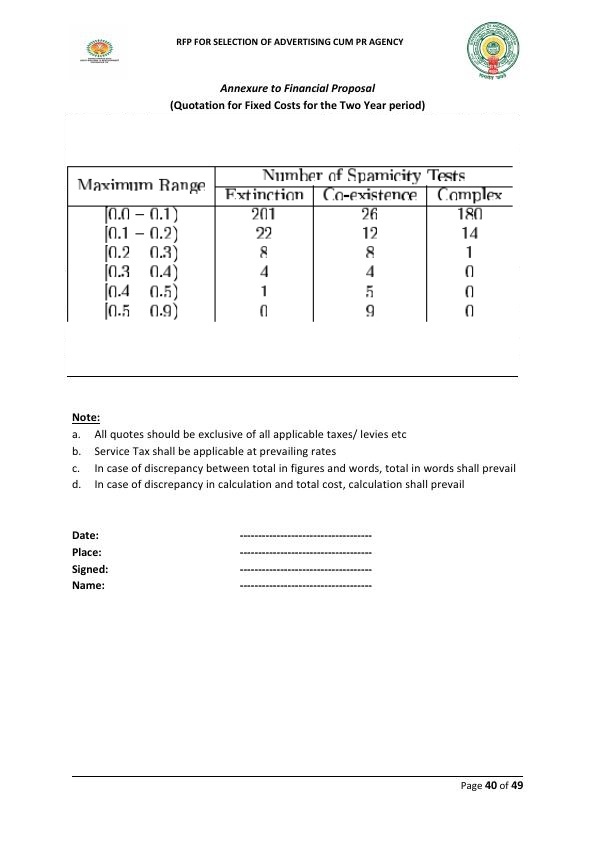 RFP FOR SELECTION OF ADVERTISING CUM PR AGENCY
Annexure to Financial Proposal
(Quotation for Fixed Costs for the Two Year period)
Maximum Range Number of Spamicity Tests
Extinction Co-existence Complex
[0.0 – 0.1) 201 26 180
[0.1 – 0.2) 22 12 14
[0.2 0.3) 8 8 1
[0.3 0.4) 4 4 0
[0.4 0.5) 1 5 0
[0.5 0.9) 0 9 0
Note:
a. All quotes should be exclusive of all applicable taxes/ levies etc
b. Service Tax shall be applicable at prevailing rates
c. In case of discrepancy between total in figures and words, total in words shall prevail
d. In case of discrepancy in calculation and total cost, calculation shall prevail
Date: ------------------------------------
Place: ------------------------------------
Signed: ------------------------------------
Name: ------------------------------------
Page 40 of 49